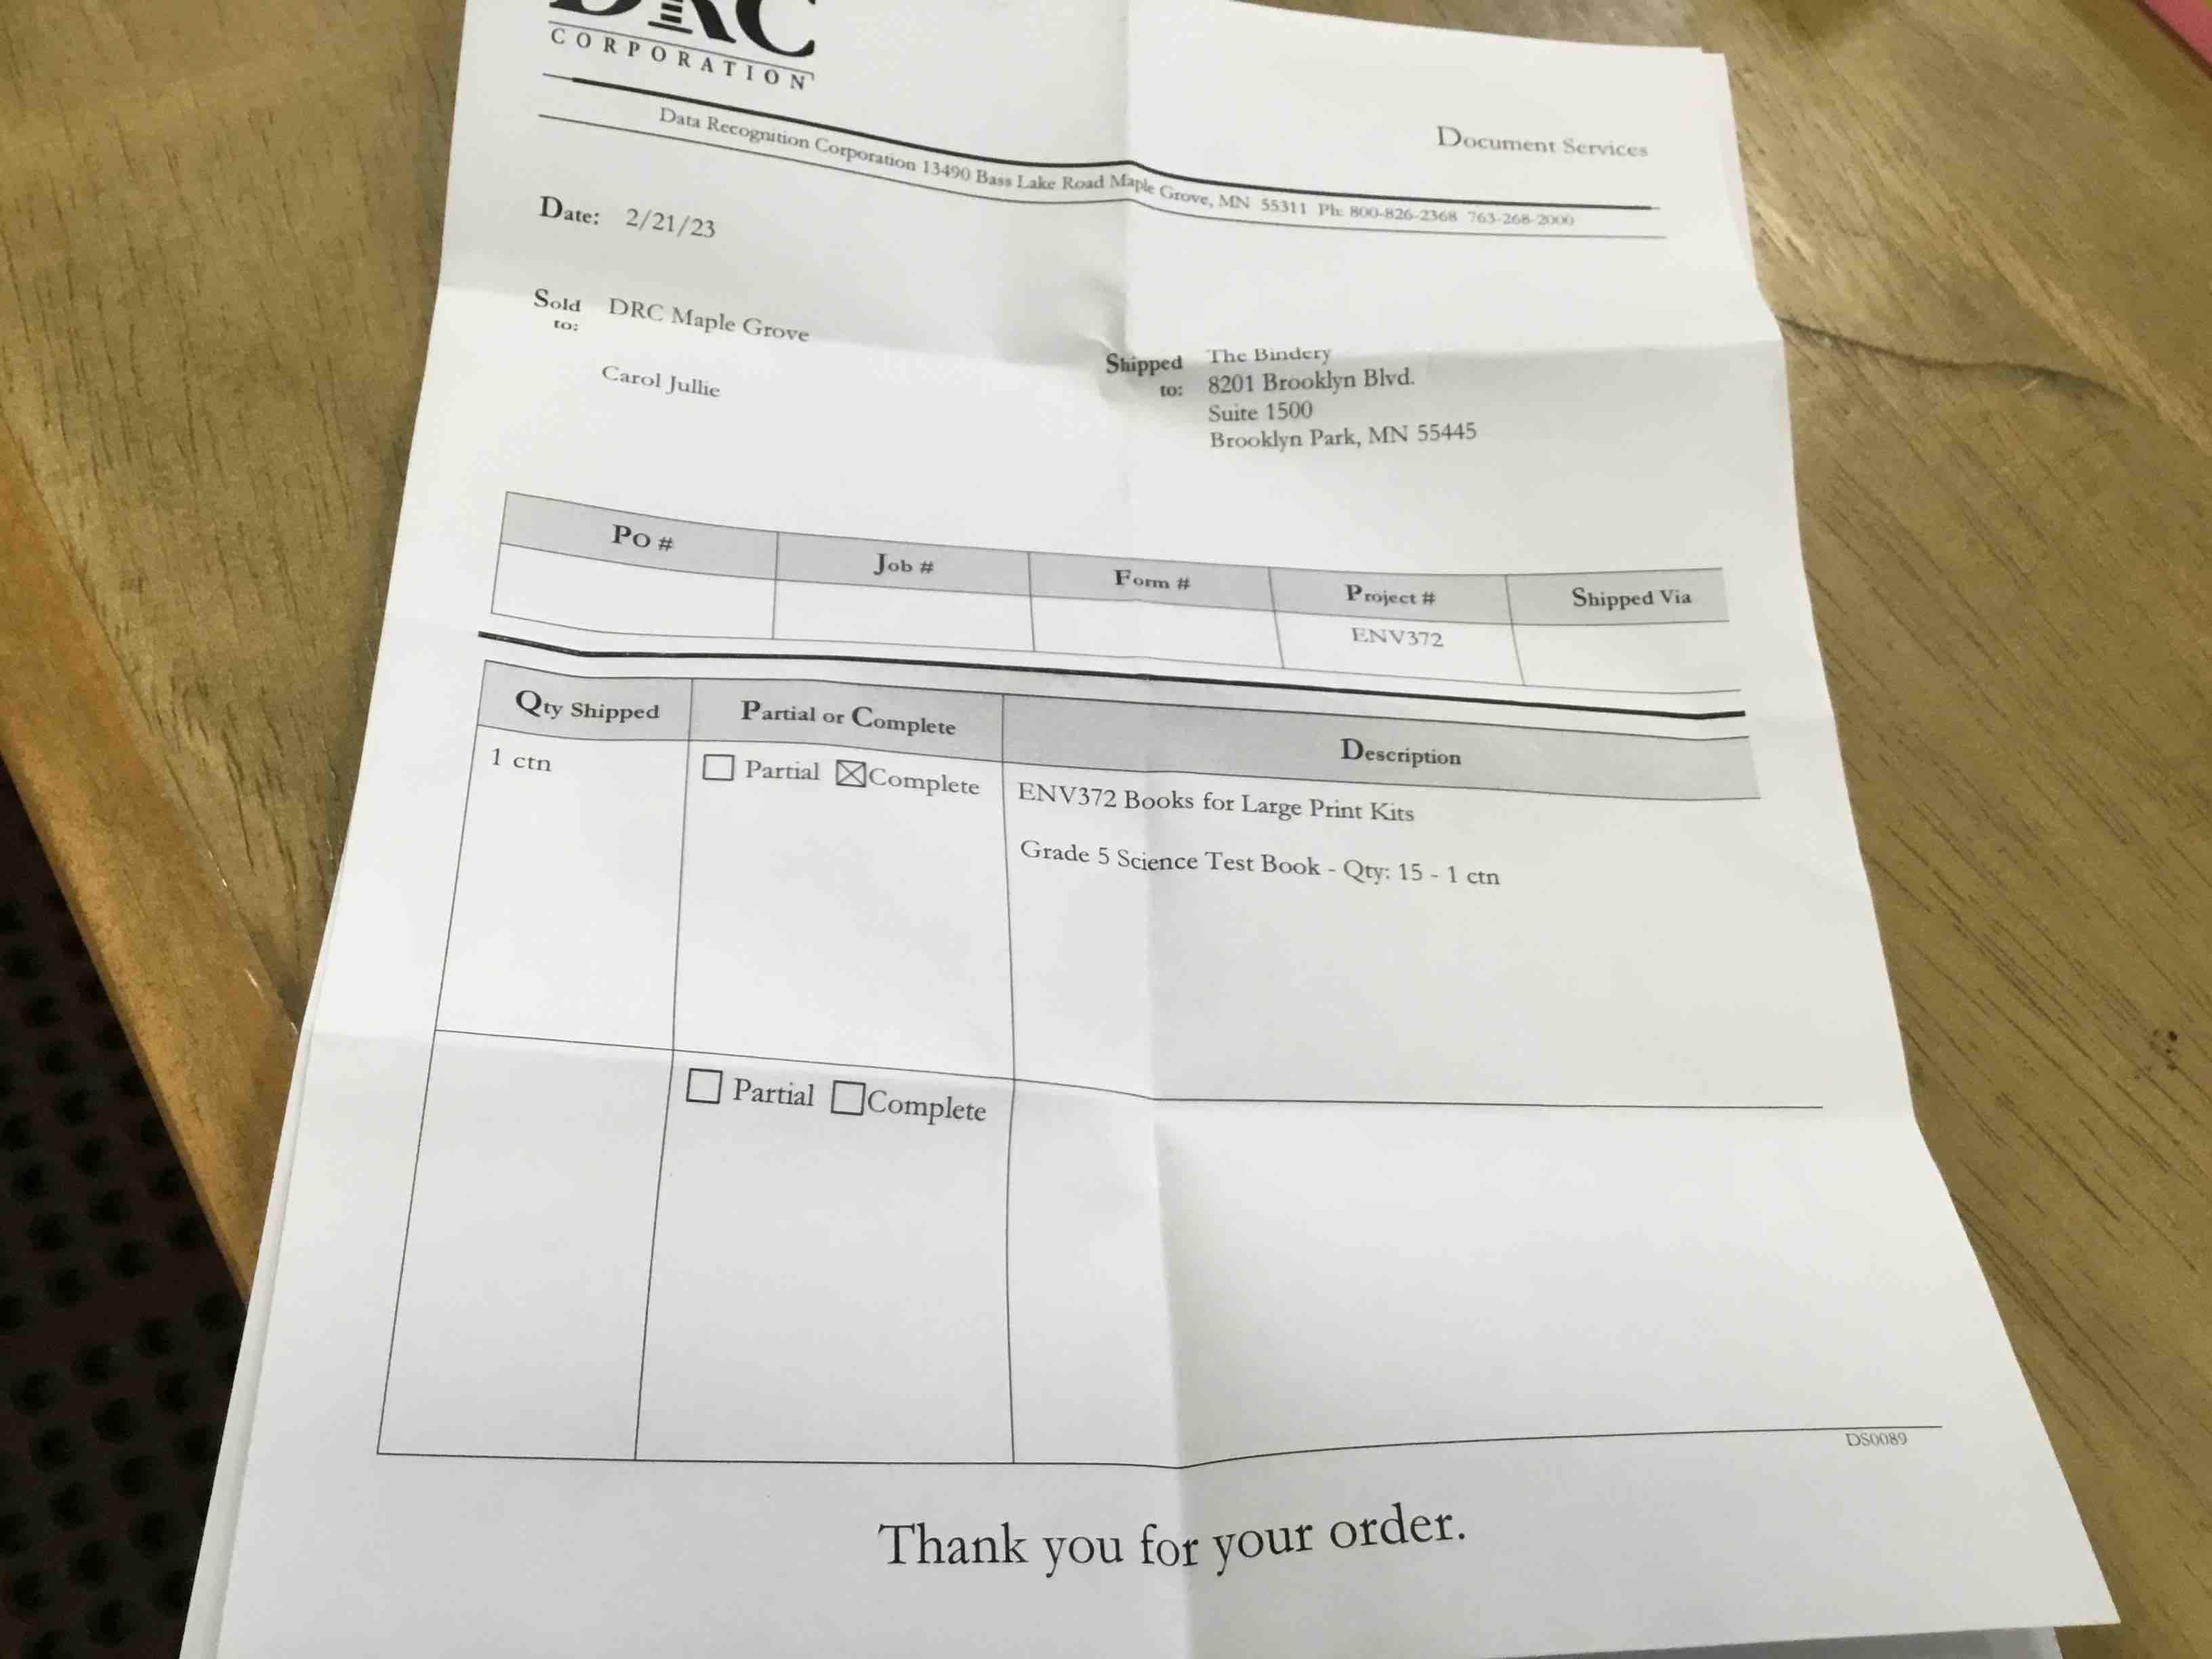 DRC
CORPORATION
Document Services
Data Recognition Corporation 13490 Bass Lake Road Maple Grove, MN 55311 Ph: 800-826-2368 763-268-2000
Date: 2/21/23
Sold to: DRC Maple Grove
Carol Jullie
Shipped to: The Bindery
8201 Brooklyn Blvd.
Suite 1500
Brooklyn Park, MN 55445
PO # Job # Form # Project # Shipped Via
ENV372
Qty Shipped Partial or Complete Description
1 ctn Partial Complete ENV372 Books for Large Print Kits
Grade 5 Science Test Book - Qty: 15 - 1 ctn
Partial Complete
DS0089
Thank you for your order.